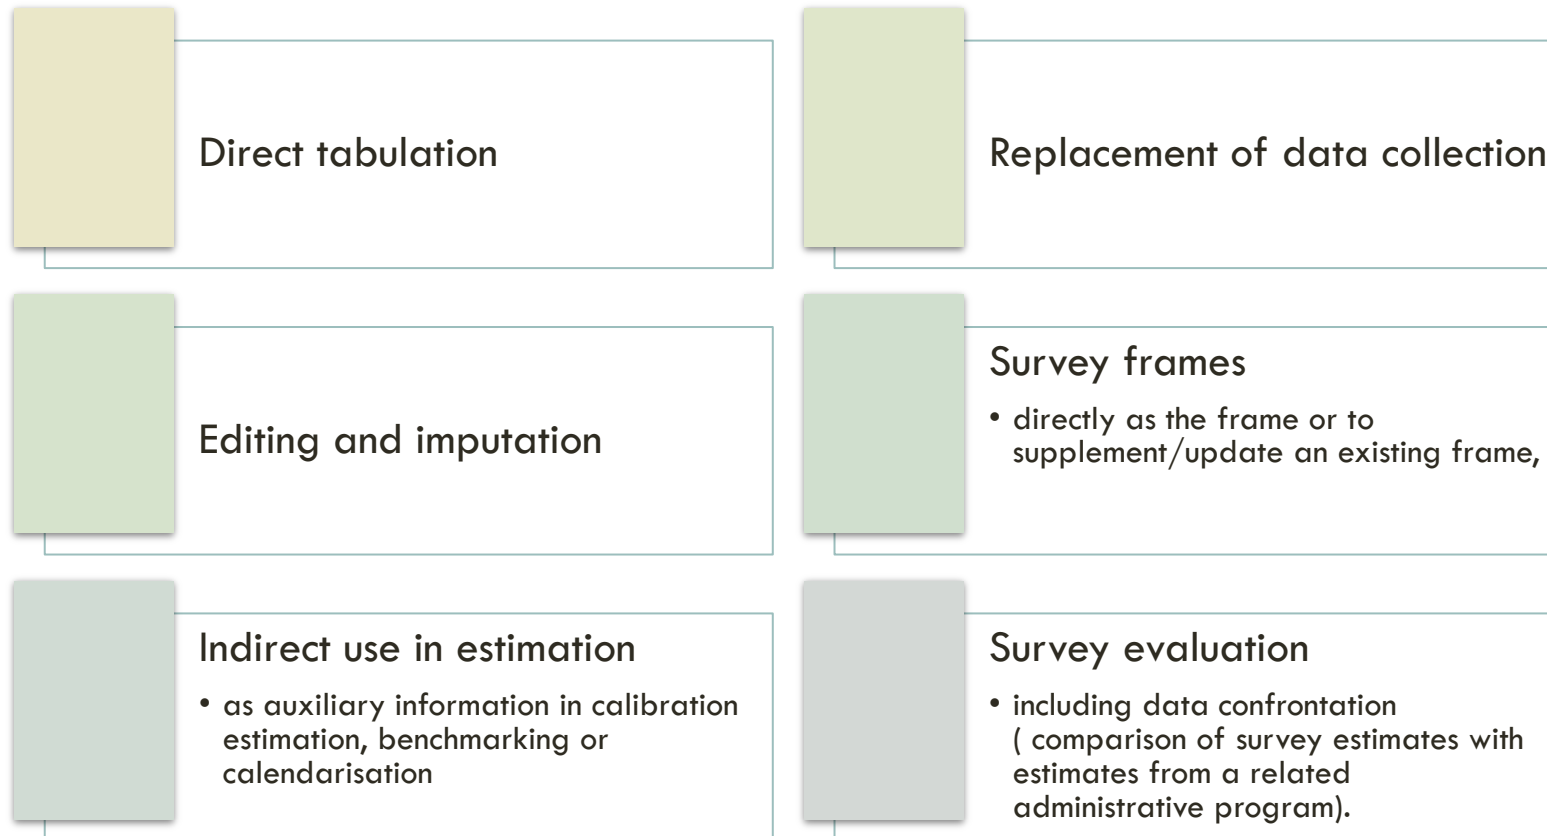 Direct tabulation
Replacement of data collection
Editing and imputation
Survey frames
• directly as the frame or to
supplement/update an existing frame,
Indirect use in estimation
• as auxiliary information in calibration
estimation, benchmarking or
calendarisation
Survey evaluation
• including data confrontation
( comparison of survey estimates with
estimates from a related
administrative program).